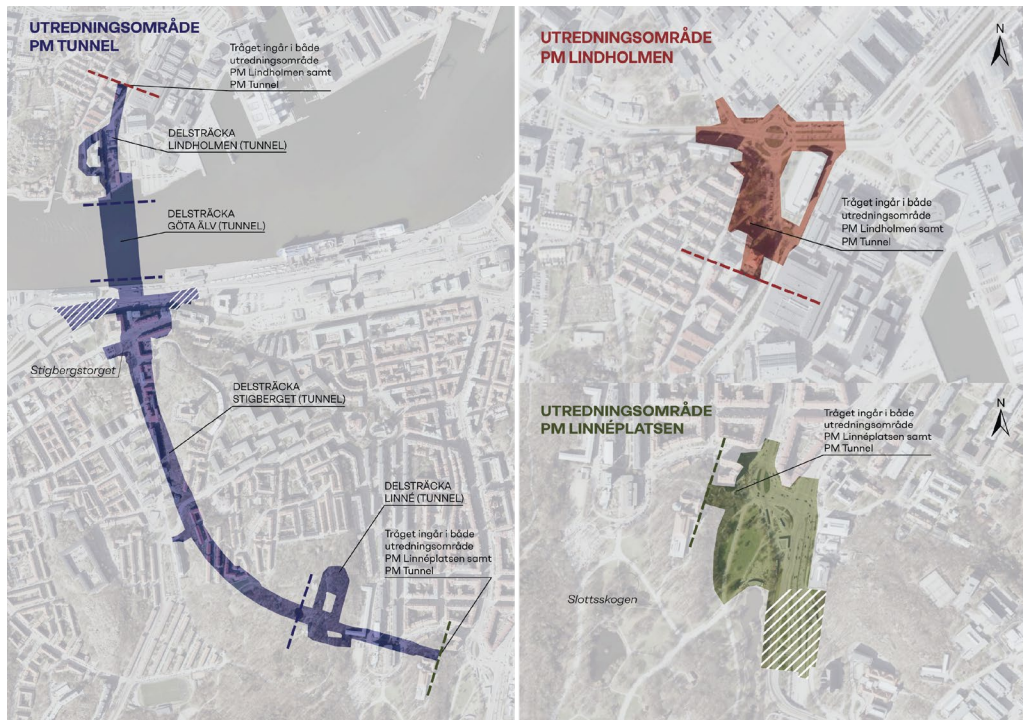 UTREDNINGSOMRÅDE
PM TUNNEL
Tråget ingår i både
utredningsområde
PM Lindholmen samt
PM Tunnel
DELSTRÄCKA
LINDHOLMEN (TUNNEL)
DELSTRÄCKA
GÖTA ÄLV (TUNNEL)
Stigbergstorget
DELSTRÄCKA
STIGBERGET (TUNNEL)
DELSTRÄCKA
LINNÉ (TUNNEL)
Tråget ingår i både
utredningsområde
PM Linnéplatsen samt
PM Tunnel
UTREDNINGSOMRÅDE
PM LINDHOLMEN
N
Tråget ingår i både
utredningsområde
PM Lindholmen samt
PM Tunnel
UTREDNINGSOMRÅDE
PM LINNÉPLATSEN
N
Tråget ingår i både
utredningsområde
PM Linnéplatsen samt
PM Tunnel
Slottsskogen